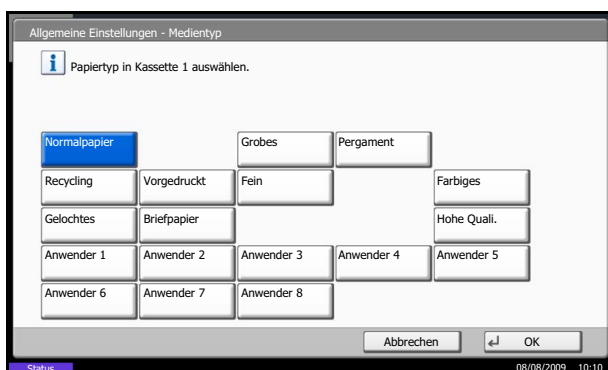 Allgemeine Einstellungen - Medientyp
Papiertyp in Kassette 1 auswählen.
Normalpapier Grobes Pergament
Recycling Vorgedruckt Fein Farbiges
Gelochtes Briefpapier Hohe Quali.
Anwender 1 Anwender 2 Anwender 3 Anwender 4 Anwender 5
Anwender 6 Anwender 7 Anwender 8
Abbrechen OK
Status 08/08/2009 10:10